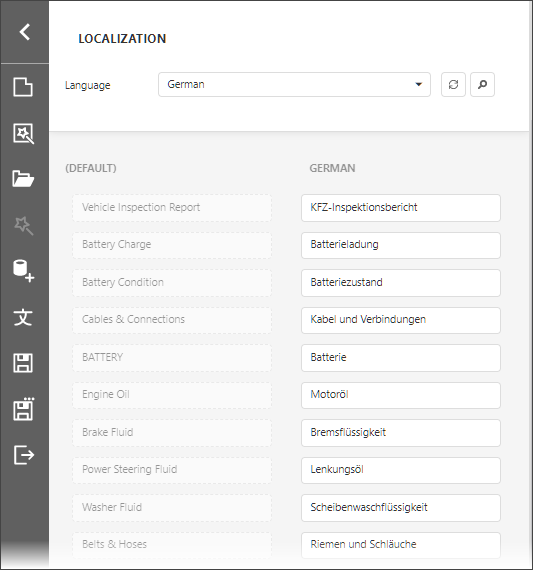 LOCALIZATION
Language German
(DEFAULT) GERMAN
Vehicle Inspection Report KFZ-Inspektionsbericht
Battery Charge Batterieladung
Battery Condition Batteriezustand
Cables & Connections Kabel und Verbindungen
BATTERY Batterie
Engine Oil Motoröl
Brake Fluid Bremsflüssigkeit
Power Steering Fluid Lenkungsöl
Washer Fluid Scheibenwaschflüssigkeit
Belts & Hoses Riemen und Schläuche